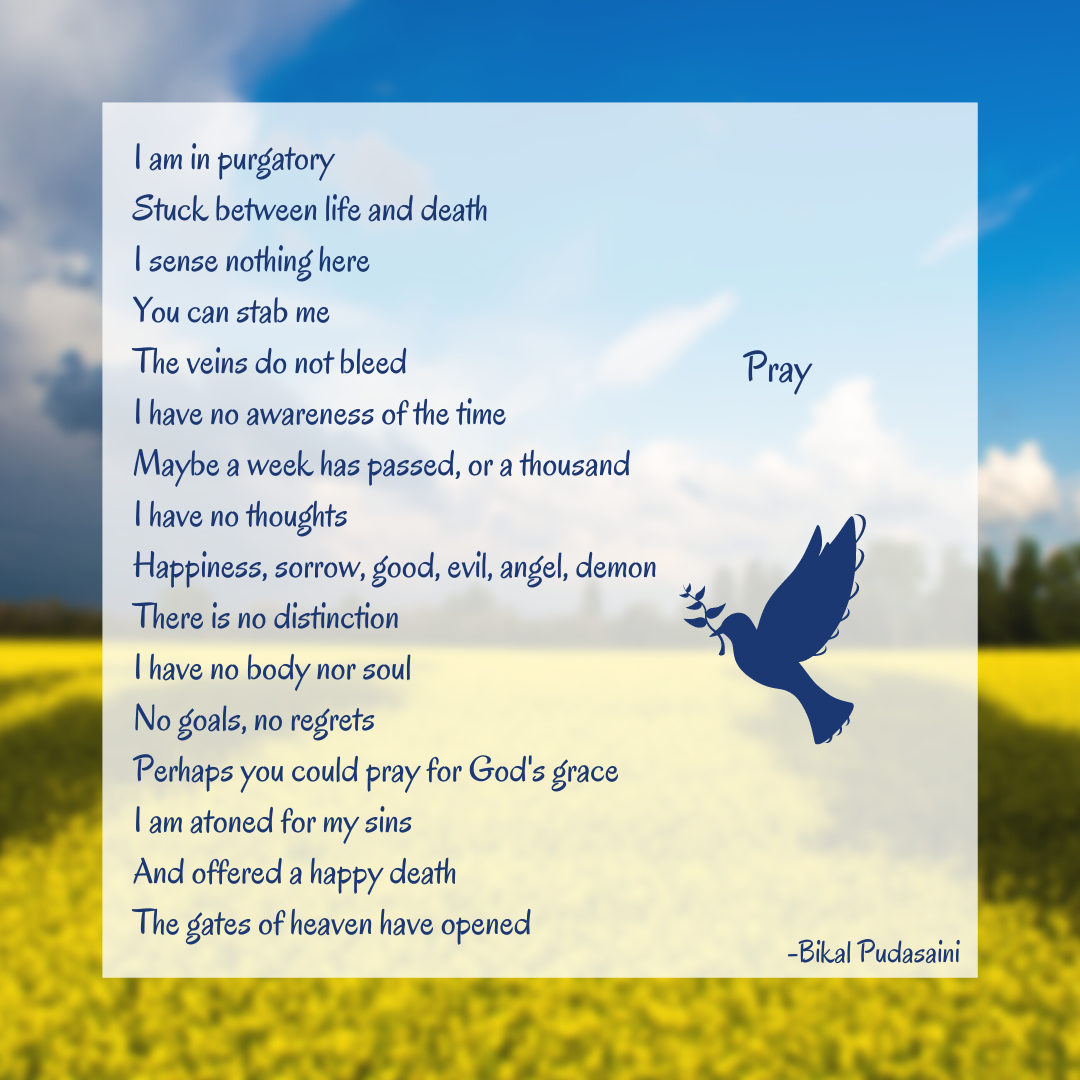 Pray
I am in purgatory
Stuck between life and death
I sense nothing here
You can stab me
The veins do not bleed
I have no awareness of the time
Maybe a week has passed, or a thousand
I have no thoughts
Happiness, sorrow, good, evil, angel, demon
There is no distinction
I have no body nor soul
No goals, no regrets
Perhaps you could pray for God's grace
I am atoned for my sins
And offered a happy death
The gates of heaven have opened
-Bikal Pudasaini